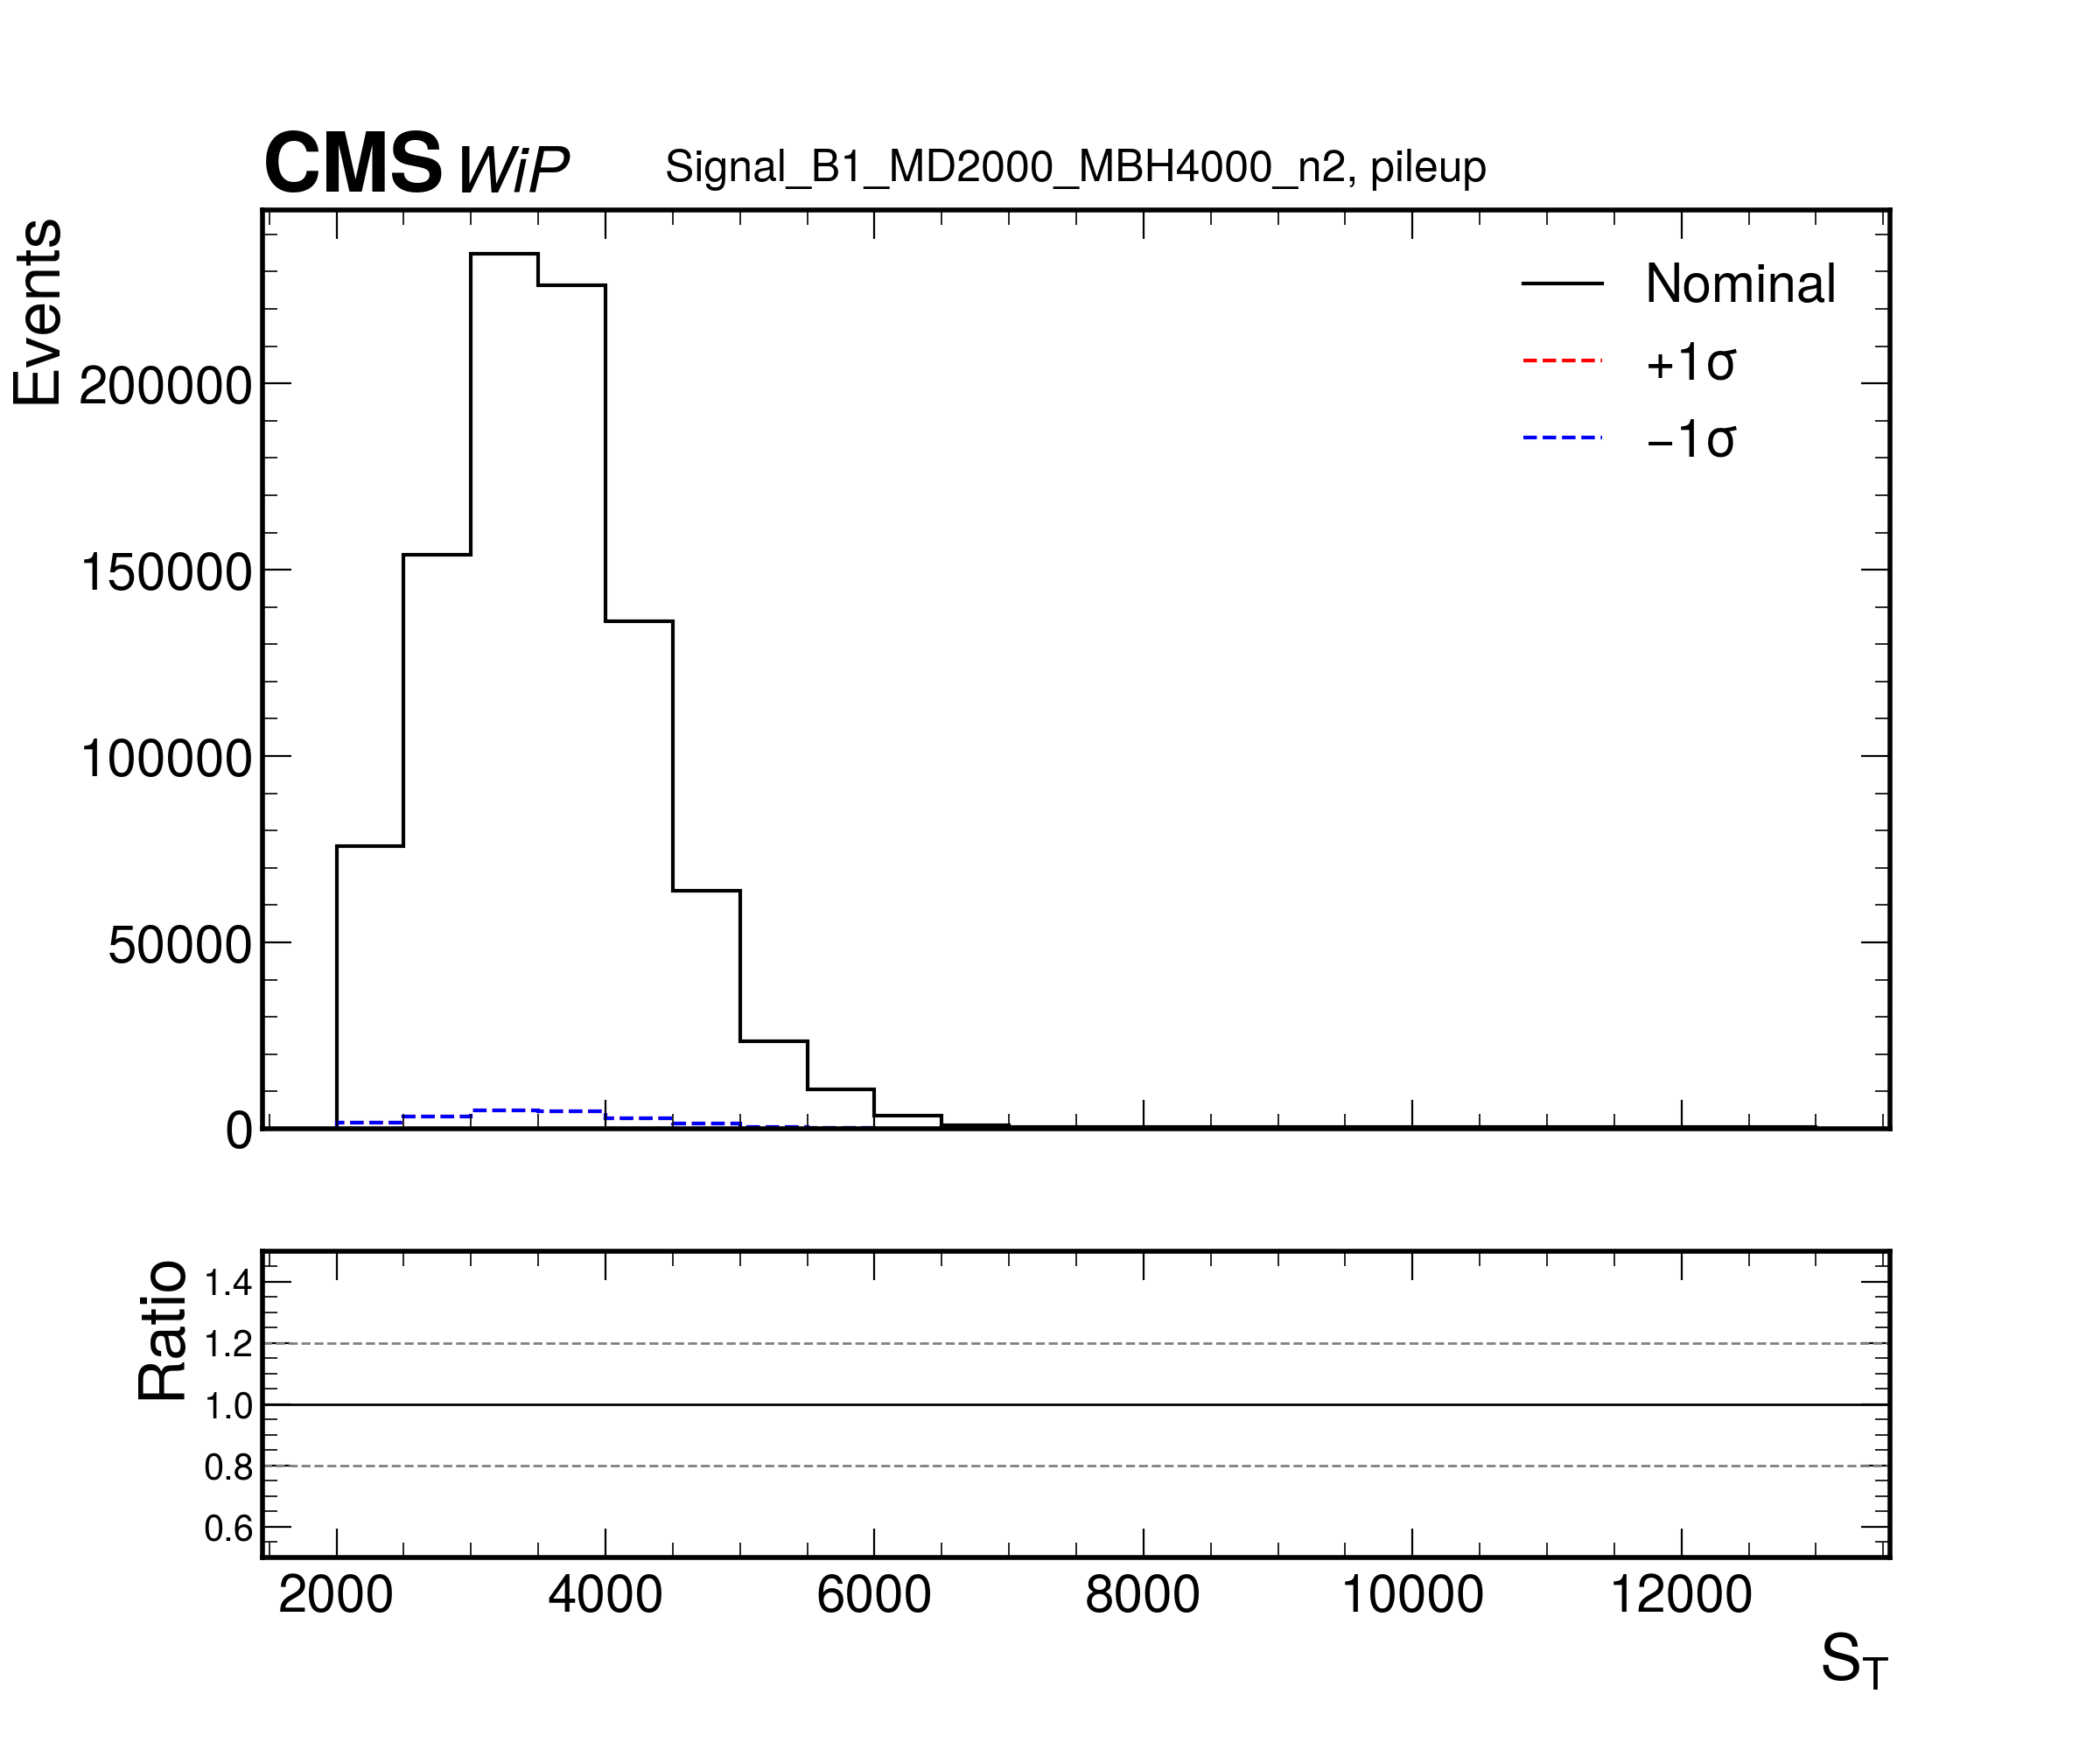 CMS WiP Signal_B1_MD2000_MBH4000_n2, pileup
Events
Nominal
+1σ
−1σ
200000
150000
100000
50000
0
Ratio
1.4
1.2
1.0
0.8
0.6
2000 4000 6000 8000 10000 12000
S_T